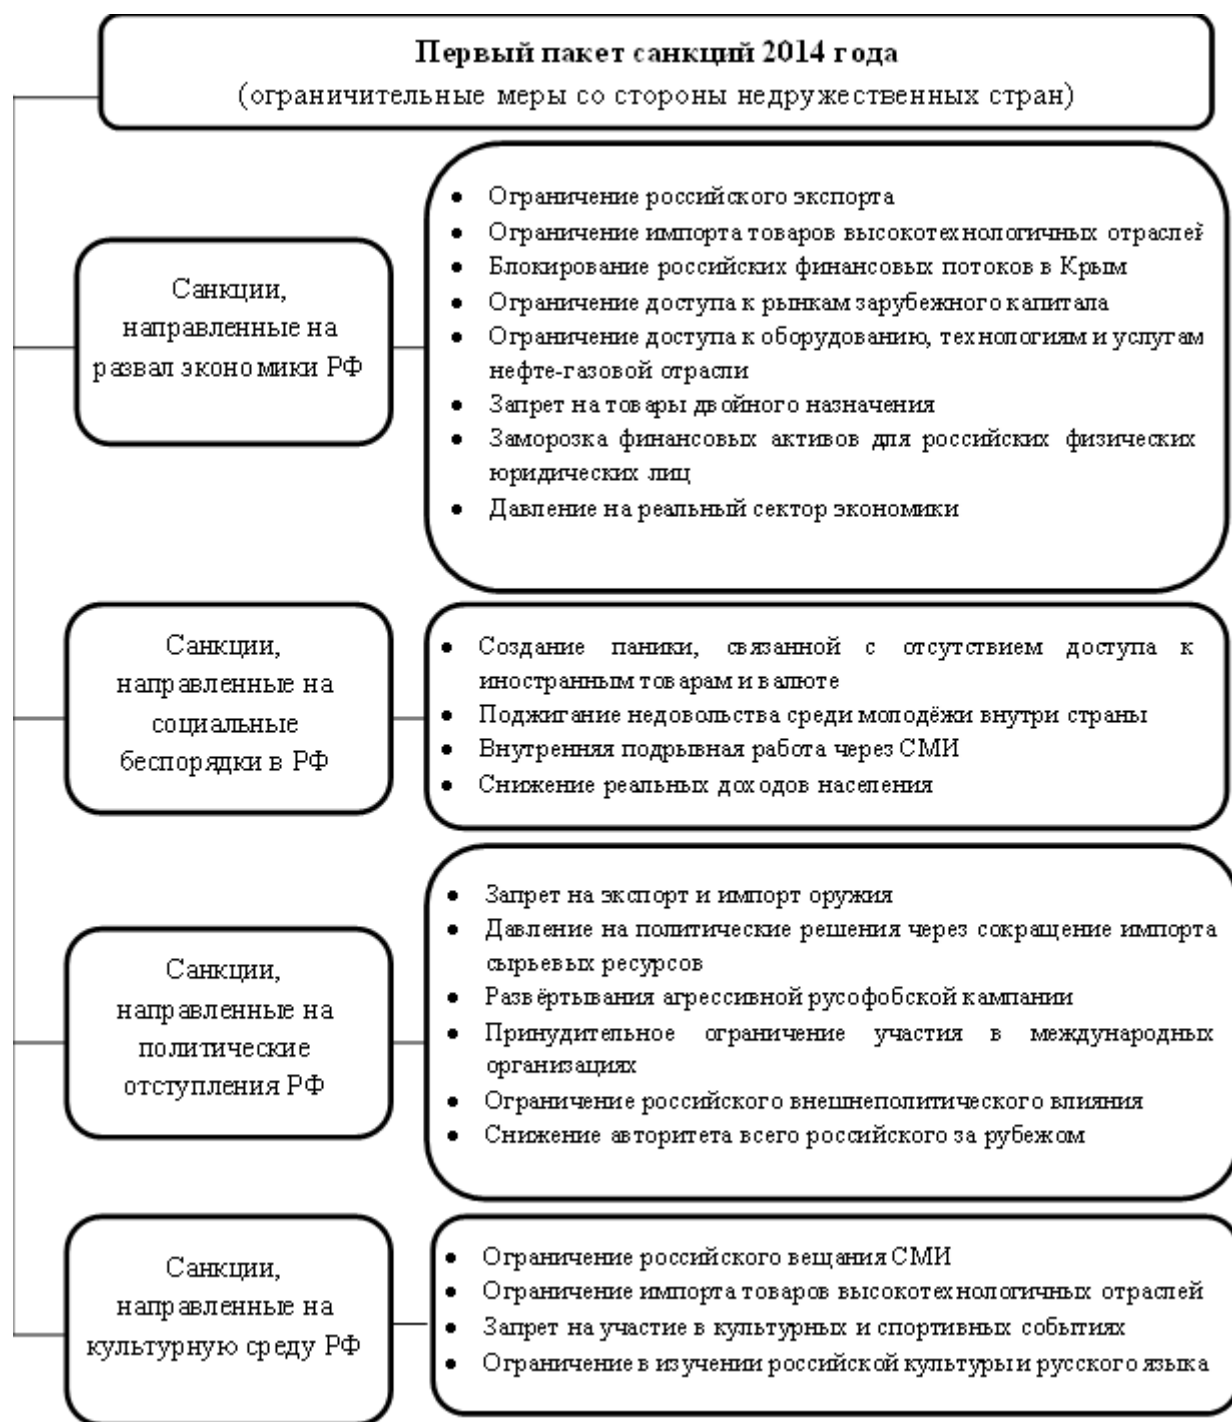 Первый пакет санкций 2014 года
(ограничительные меры со стороны недружественных стран)
Санкции,
направленные на
развал экономики РФ
• Ограничение российского экспорта
• Ограничение импорта товаров высокотехнологичных отраслей
• Блокирование российских финансовых потоков в Крым
• Ограничение доступа к рынкам зарубежного капитала
• Ограничение доступа к оборудованию, технологиям и услугам
нефте-газовой отрасли
• Запрет на товары двойного назначения
• Заморозка финансовых активов для российских физических
юридических лиц
• Давление на реальный сектор экономики
Санкции,
направленные на
социальные
беспорядки в РФ
• Создание паники, связанной с отсутствием доступа к
иностранным товарам и валюте
• Поджигание недовольства среди молодёжи внутри страны
• Внутренняя подрывная работа через СМИ
• Снижение реальных доходов населения
Санкции,
направленные на
политические
отступления РФ
• Запрет на экспорт и импорт оружия
• Давление на политические решения через сокращение импорта
сырьевых ресурсов
• Развёртывания агрессивной русофобской кампании
• Принудительное ограничение участия в международных
организациях
• Ограничение российского внешнеполитического влияния
• Снижение авторитета всего российского за рубежом
Санкции,
направленные на
культурную среду РФ
• Ограничение российского вещания СМИ
• Ограничение импорта товаров высокотехнологичных отраслей
• Запрет на участие в культурных и спортивных событиях
• Ограничение в изучении российской культуры и русского языка